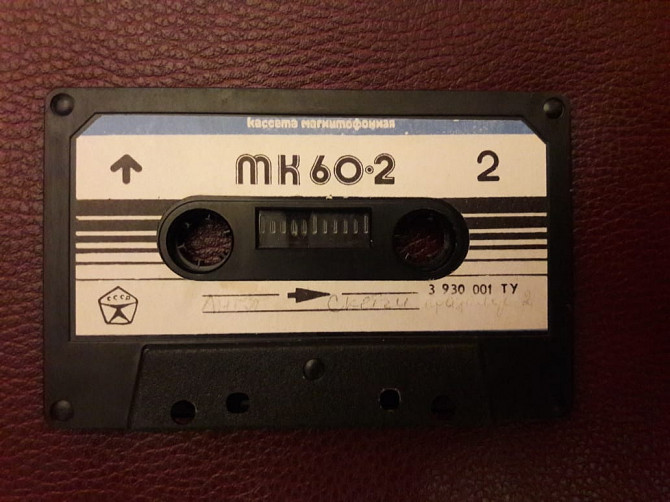 кассета магнитофонная
МК 60•2
2
СССР
3 930 001 ТУ